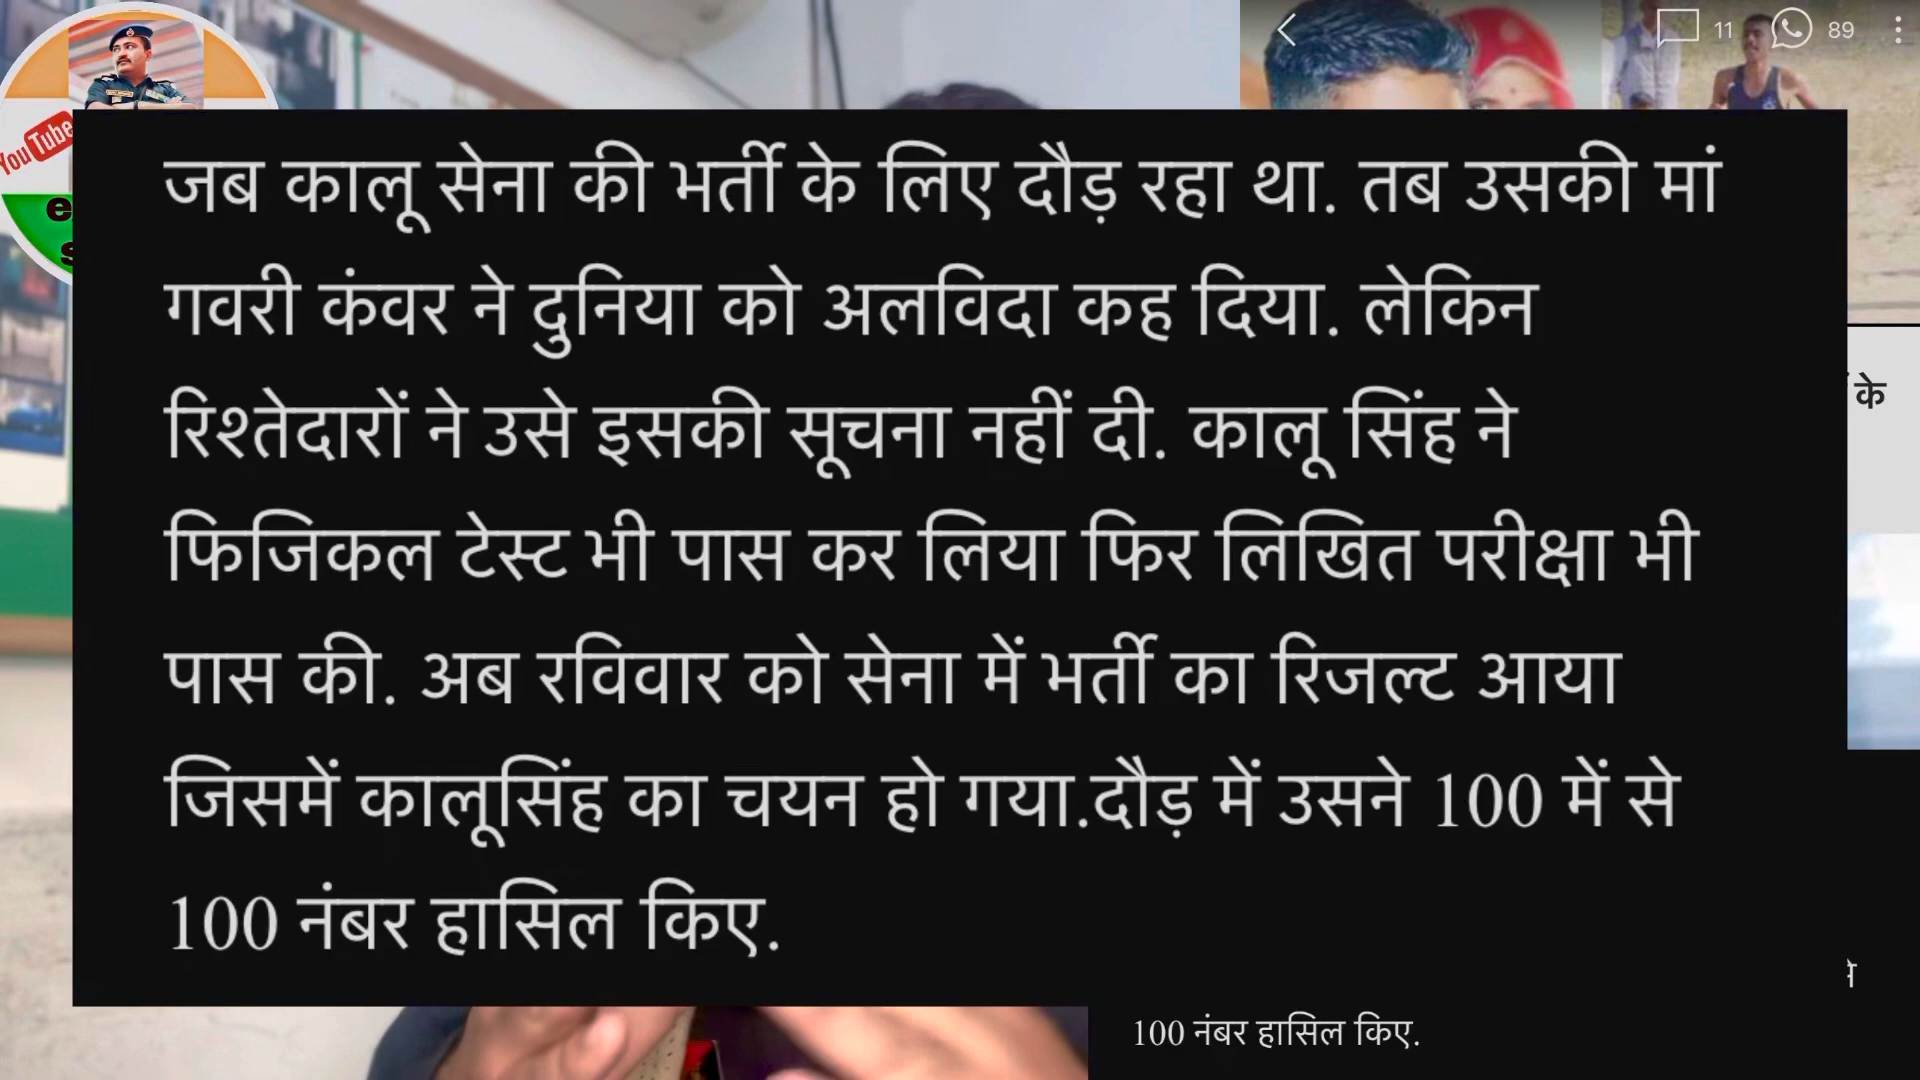 11
89
YouTube
जब कालू सेना की भर्ती के लिए दौड़ रहा था. तब उसकी मां
गवरी कंवर ने दुनिया को अलविदा कह दिया. लेकिन
रिश्तेदारों ने उसे इसकी सूचना नहीं दी. कालू सिंह ने
फिजिकल टेस्ट भी पास कर लिया फिर लिखित परीक्षा भी
पास की. अब रविवार को सेना में भर्ती का रिजल्ट आया
जिसमें कालूसिंह का चयन हो गया.दौड़ में उसने 100 में से
100 नंबर हासिल किए.
के
100 नंबर हासिल किए.